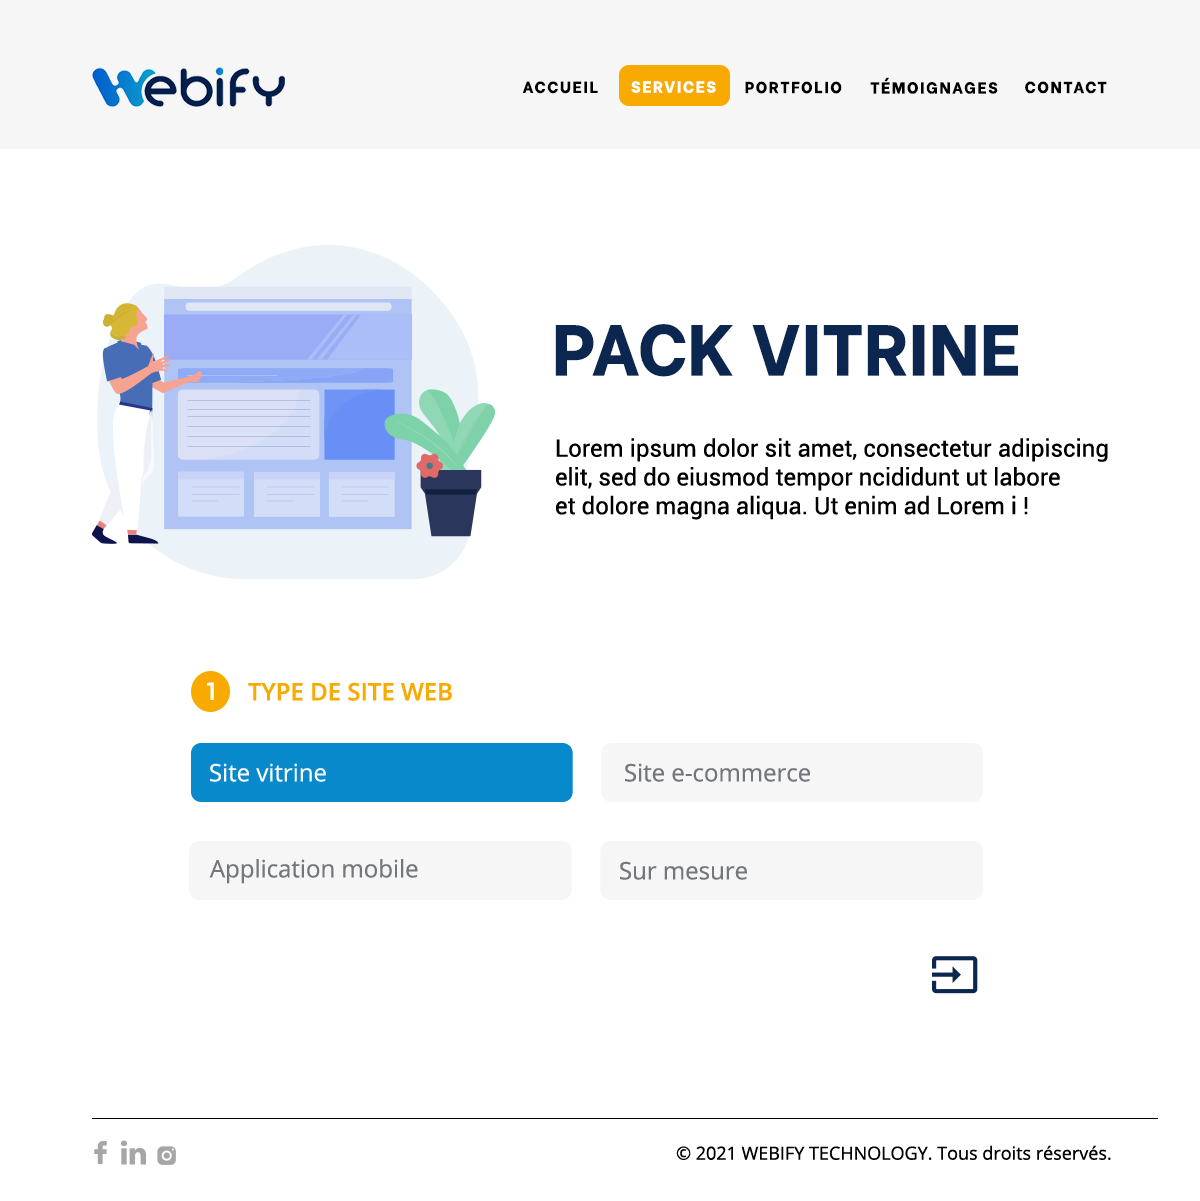 Webify
ACCUEIL SERVICES PORTFOLIO TÉMOIGNAGES CONTACT
PACK VITRINE
Lorem ipsum dolor sit amet, consectetur adipiscing
elit, sed do eiusmod tempor ncididunt ut labore
et dolore magna aliqua. Ut enim ad Lorem i !
1 TYPE DE SITE WEB
Site vitrine
Site e-commerce
Application mobile
Sur mesure
f in
© 2021 WEBIFY TECHNOLOGY. Tous droits réservés.